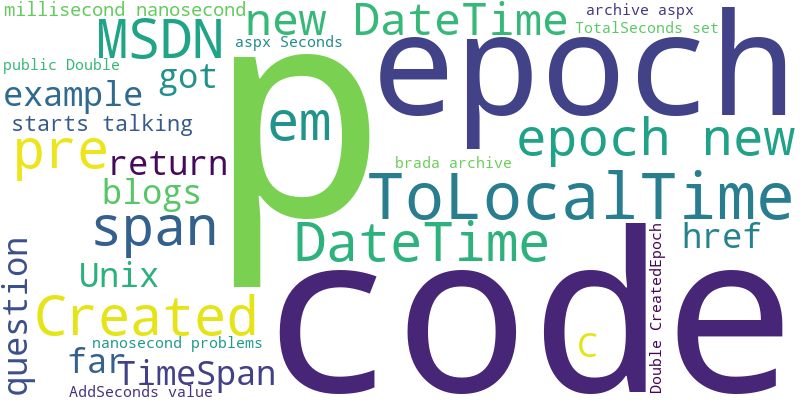 millisecond nanosecond
new DateTime
archive aspx
MSDN
aspx Seconds
TotalSeconds set
public Double
got
p
epoch
example
em
starts talking
epoch new
pre
return
brada archive
blogs
ToLocalTime
span
DateTime
href
question
Unix
code
Double CreatedEpoch
Created
C
nanosecond problems
far
TimeSpan
AddSeconds value